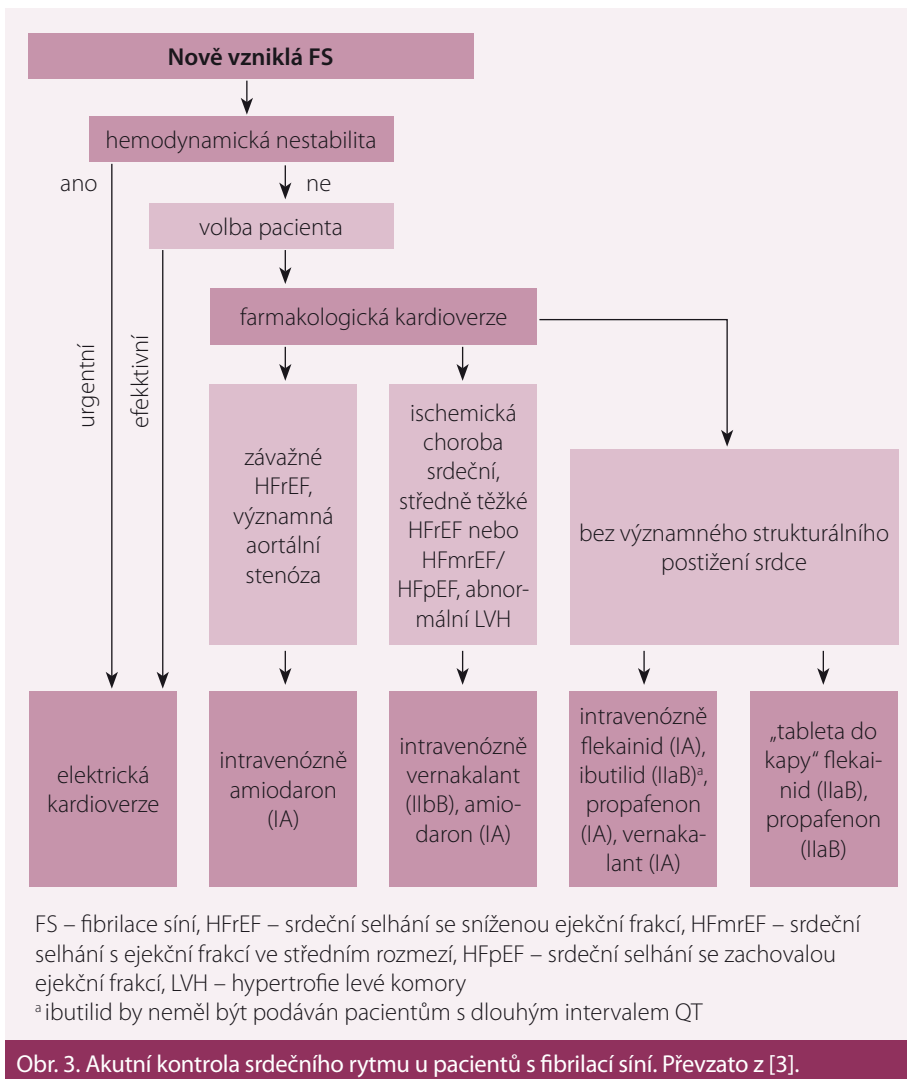 Nově vzniklá FS
hemodynamická nestabilita
ano
ne
volba pacienta
farmakologická kardioverze
urgentní
efekktivní
závažné
HFrEF,
významná
aortální
stenóza
ischemická
choroba
srdeční,
středně těžké
HFrEF nebo
HFmrEF/
HFpEF, abnor-
mální LVH
bez významného strukturálního
postižení srdce
elektrická
kardioverze
intravenózně
amiodaron
(IA)
intravenózně
vernakalant
(IIbB), amio-
daron (IA)
intravenózně
flekainid (IA),
ibutilid (IIaB)ª,
propafenon
(IA), vernaka-
lant (IA)
„tableta do
kapy“ flekai-
nid (IIaB),
propafenon
(IIaB)
FS – fibrilace síní, HFrEF – srdeční selhání se sníženou ejekční frakcí, HFmrEF – srdeční
selhání s ejekční frakcí ve středním rozmezí, HFpEF – srdeční selhání se zachovalou
ejekční frakcí, LVH – hypertrofie levé komory
ª ibutilid by neměl být podáván pacientům s dlouhým intervalem QT
Obr. 3. Akutní kontrola srdečního rytmu u pacientů s fibrilací síní. Převzato z [3].